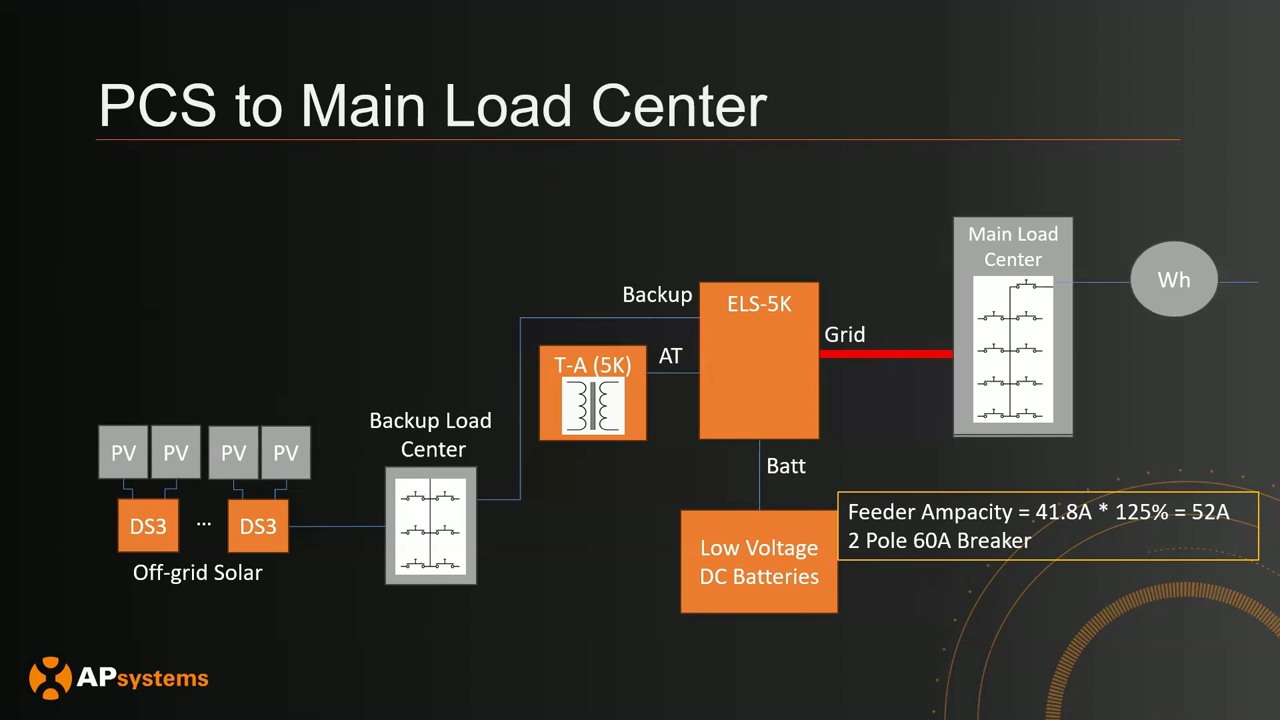 PCS to Main Load Center
Main Load
Center
Wh
Backup
ELS-5K
Grid
T-A (5K)
AT
Backup Load
Center
PV
PV
PV
PV
Batt
DS3
...
DS3
Off-grid Solar
Low Voltage
DC Batteries
Feeder Ampacity = 41.8A * 125% = 52A
2 Pole 60A Breaker
APsystems